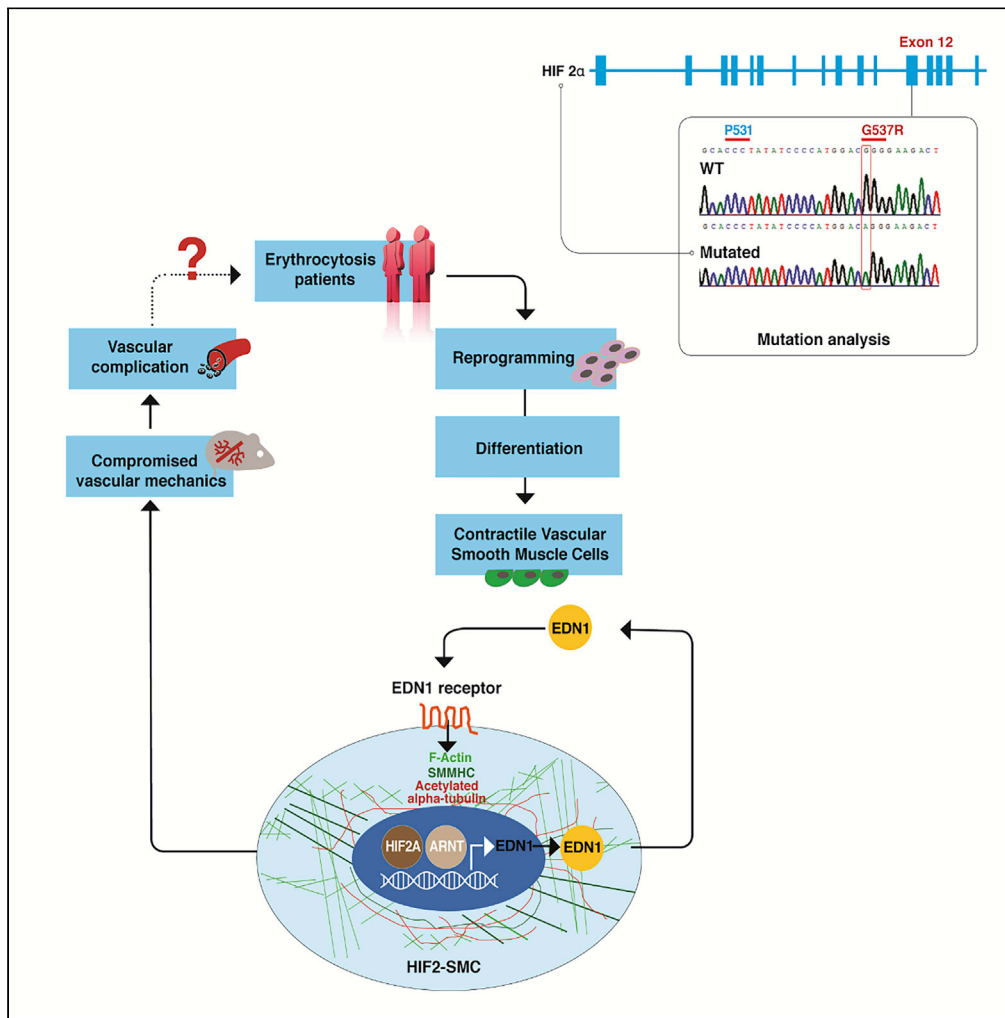 Exon 12
HIF 2α
P531
G537R
GCACCCTATATCCCCATGGACGGGGAAGACT
WT
GCACCCTATATCCCCATGGACAGGGAAGACT
Mutated
Mutation analysis
?
Erythrocytosis
patients
Vascular
complication
Reprogramming
Compromised
vascular mechanics
Differentiation
Contractile Vascular
Smooth Muscle Cells
EDN1
EDN1 receptor
F-Actin
SMMHC
Acetylated
alpha-tubulin
HIF2A
ARNT
EDN1
EDN1
HIF2-SMC